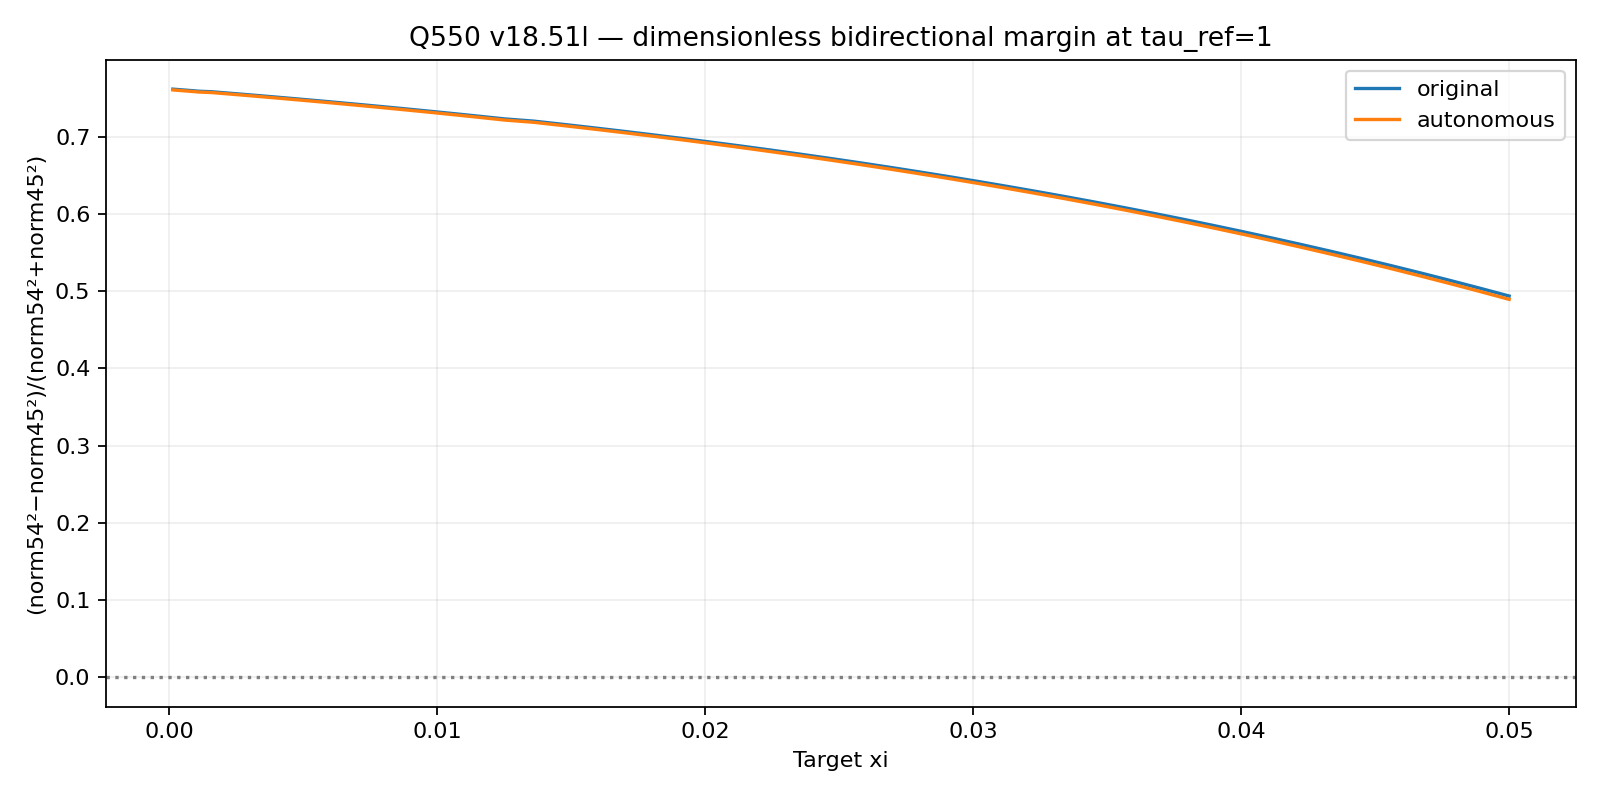 Q550 v18.51l — dimensionless bidirectional margin at tau_ref=1
original
autonomous
(norm54²−norm45²)/(norm54²+norm45²)
0.7
0.6
0.5
0.4
0.3
0.2
0.1
0.0
0.00 0.01 0.02 0.03 0.04 0.05
Target xi